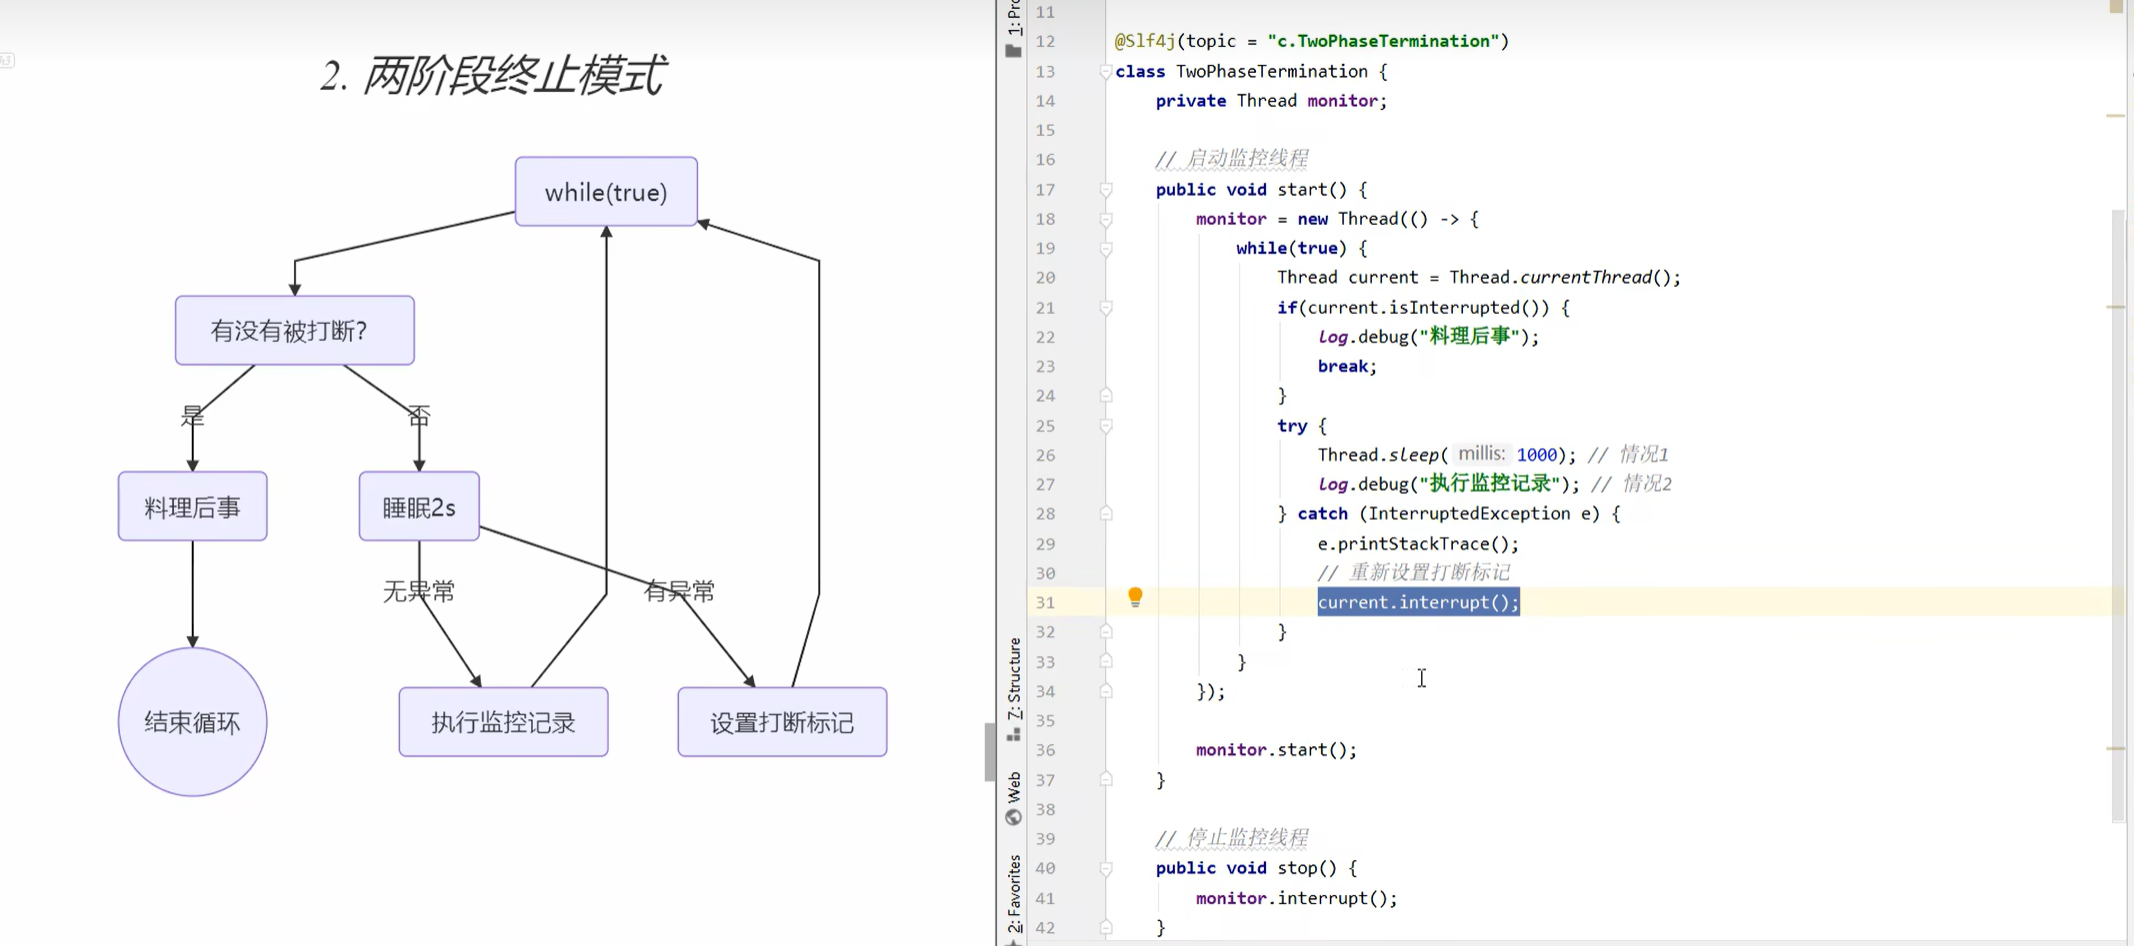 2. 两阶段终止模式
while(true)
有没有被打断?
是
否
料理后事
睡眠2s
无异常
有异常
结束循环
执行监控记录
设置打断标记
1: Pro
7: Structure
Web
2: Favorites
11
12 @Slf4j(topic = "c.TwoPhaseTermination")
13 class TwoPhaseTermination {
14 private Thread monitor;
15
16 // 启动监控线程
17 public void start() {
18 monitor = new Thread(() -> {
19 while(true) {
20 Thread current = Thread.currentThread();
21 if(current.isInterrupted()) {
22 log.debug("料理后事");
23 break;
24 }
25 try {
26 Thread.sleep( millis: 1000); // 情况1
27 log.debug("执行监控记录"); // 情况2
28 } catch (InterruptedException e) {
29 e.printStackTrace();
30 // 重新设置打断标记
31 current.interrupt();
32 }
33 }
34 });
35
36 monitor.start();
37 }
38
39 // 停止监控线程
40 public void stop() {
41 monitor.interrupt();
42 }